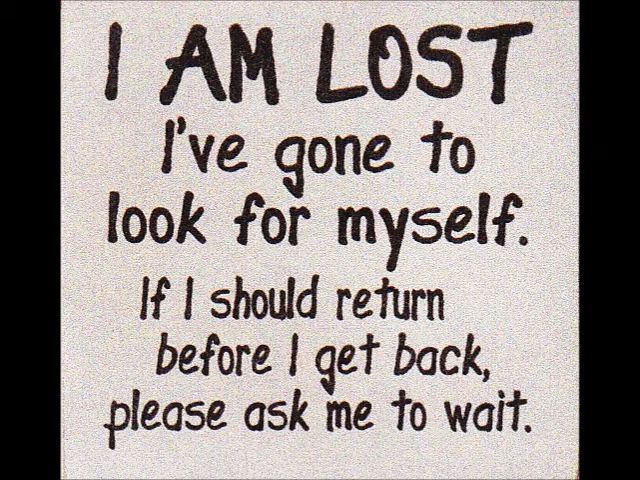 I AM LOST
I've gone to
look for myself.
If I should return
before I get back,
please ask me to wait.